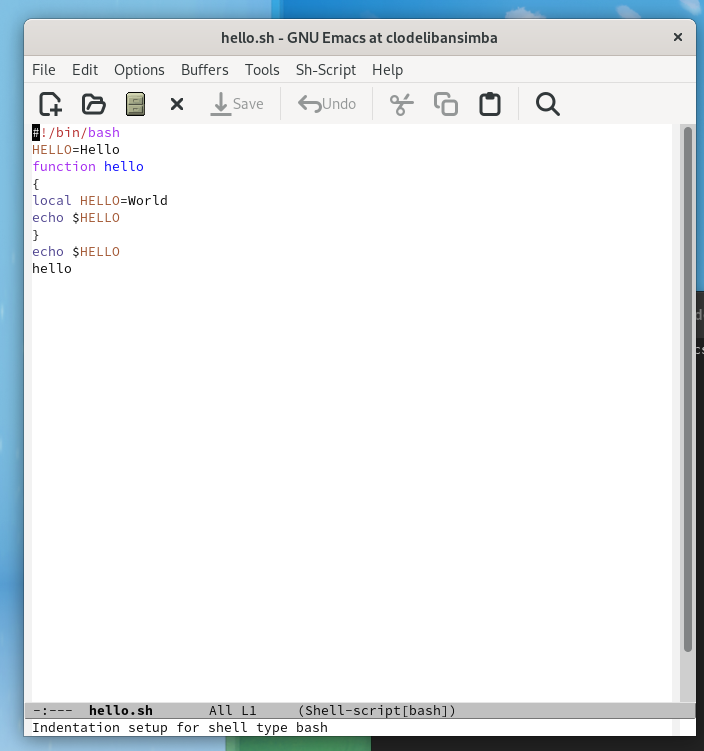 hello.sh - GNU Emacs at clodelibansimba
File Edit Options Buffers Tools Sh-Script Help
Save Undo
#!/bin/bash
HELLO=Hello
function hello
{
local HELLO=World
echo $HELLO
}
echo $HELLO
hello
-:--- hello.sh All L1 (Shell-script[bash])
Indentation setup for shell type bash